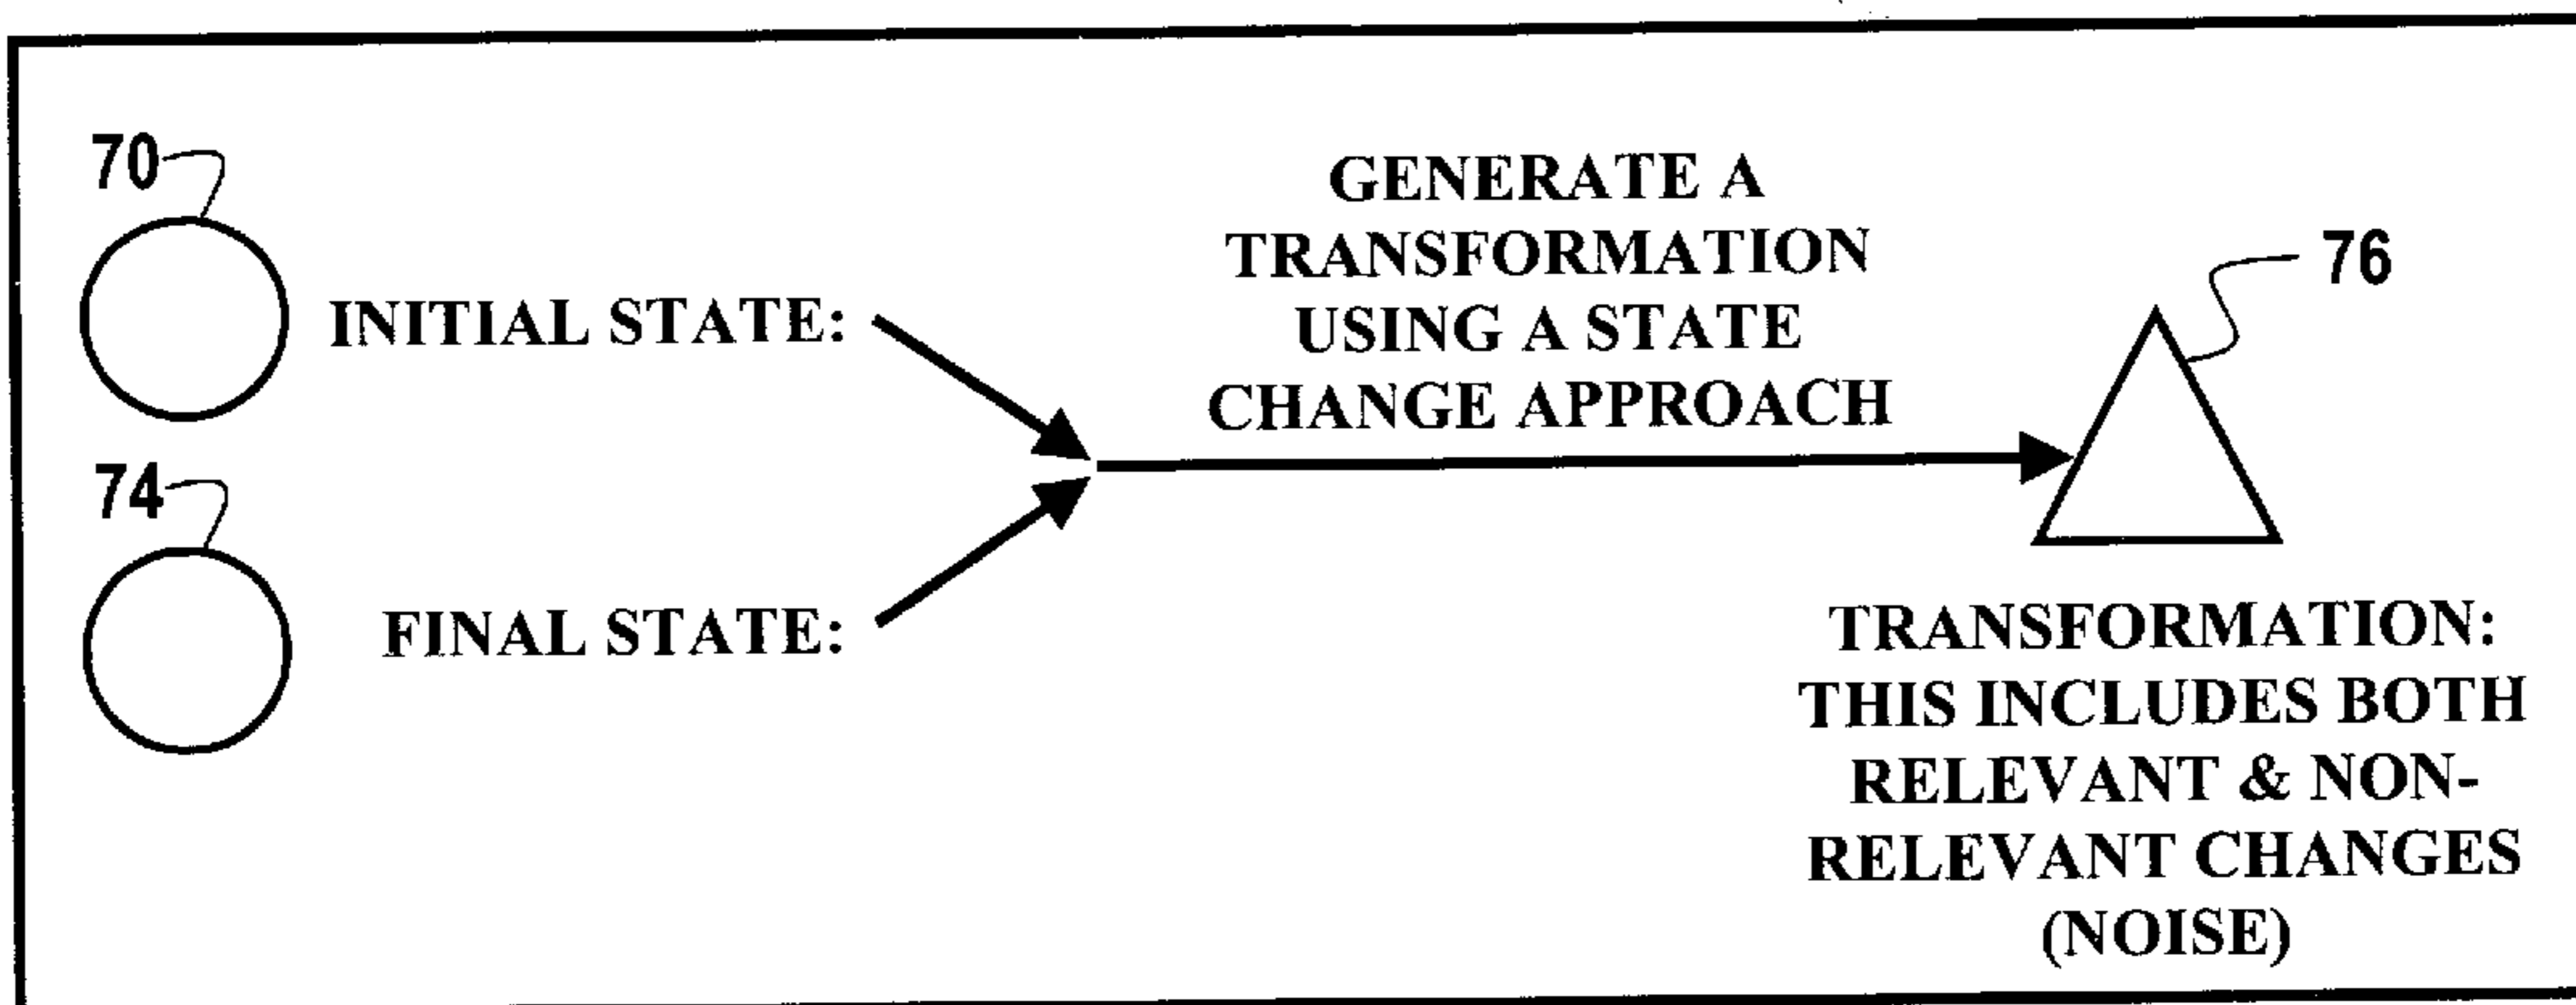 70
INITIAL STATE:
74
FINAL STATE:
GENERATE A
TRANSFORMATION
USING A STATE
CHANGE APPROACH
76
TRANSFORMATION:
THIS INCLUDES BOTH
RELEVANT & NON-
RELEVANT CHANGES
(NOISE)